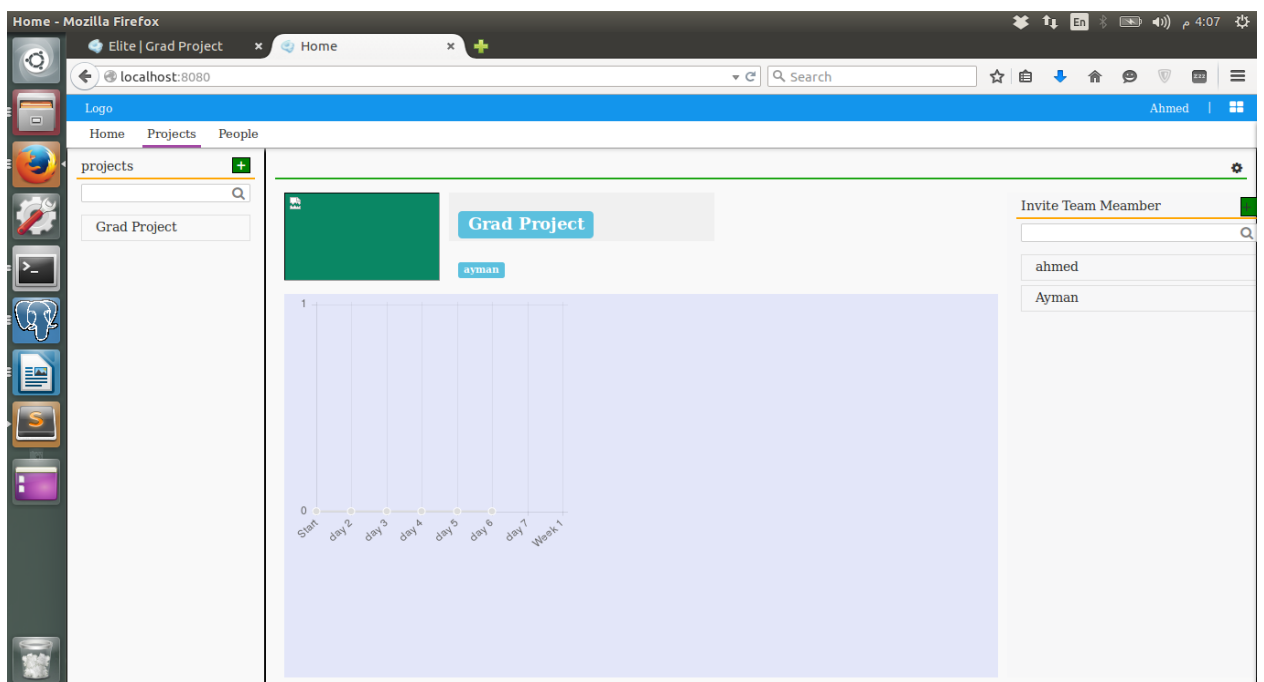 Home - Mozilla Firefox
En م 4:07
Elite | Grad Project
Home
localhost:8080
Search
Logo
Ahmed |
Home Projects People
projects
Grad Project
Grad Project
ayman
1
0
Start
day 2
day 3
day 4
day 5
day 6
day 7
Week 1
Invite Team Meamber
ahmed
Ayman